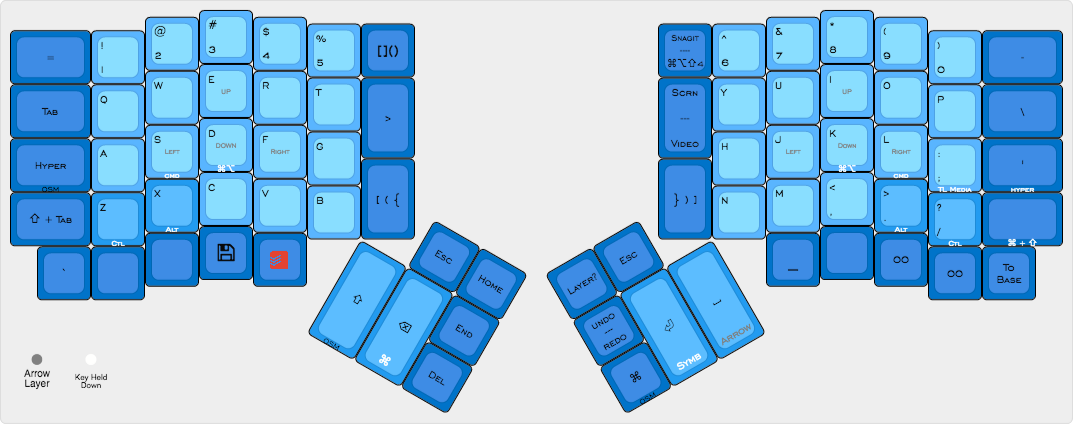 =
!
1
@
2
#
3
$
4
%
5
[]()
Tab
Q
W
E
UP
R
T
>
Hyper
OSM
A
S
Left
CMD
D
Down
⌘⌥
F
Right
G
⇧ + Tab
Z
Ctl
X
Alt
C
V
B
[ ( {
`
Esc
Home
⇧
OSM
⌫
⌘
End
Del
Snagit
---
⌘⌥⇧4
^
6
&
7
*
8
(
9
)
0
-
Scrn
---
Video
Y
U
I
UP
O
P
\
H
J
Left
K
Down
⌘⌥
L
Right
CMD
:
;
TL Media
'
Hyper
} ) ]
N
M
<
,
>
.
Alt
?
/
Ctl
⌘ + ⇧
_
∞
∞
To
Base
Layer?
Esc
Undo
---
Redo
⏎
Symb
Arrow
⌘
OSM
Arrow
Layer
Key Held
Down